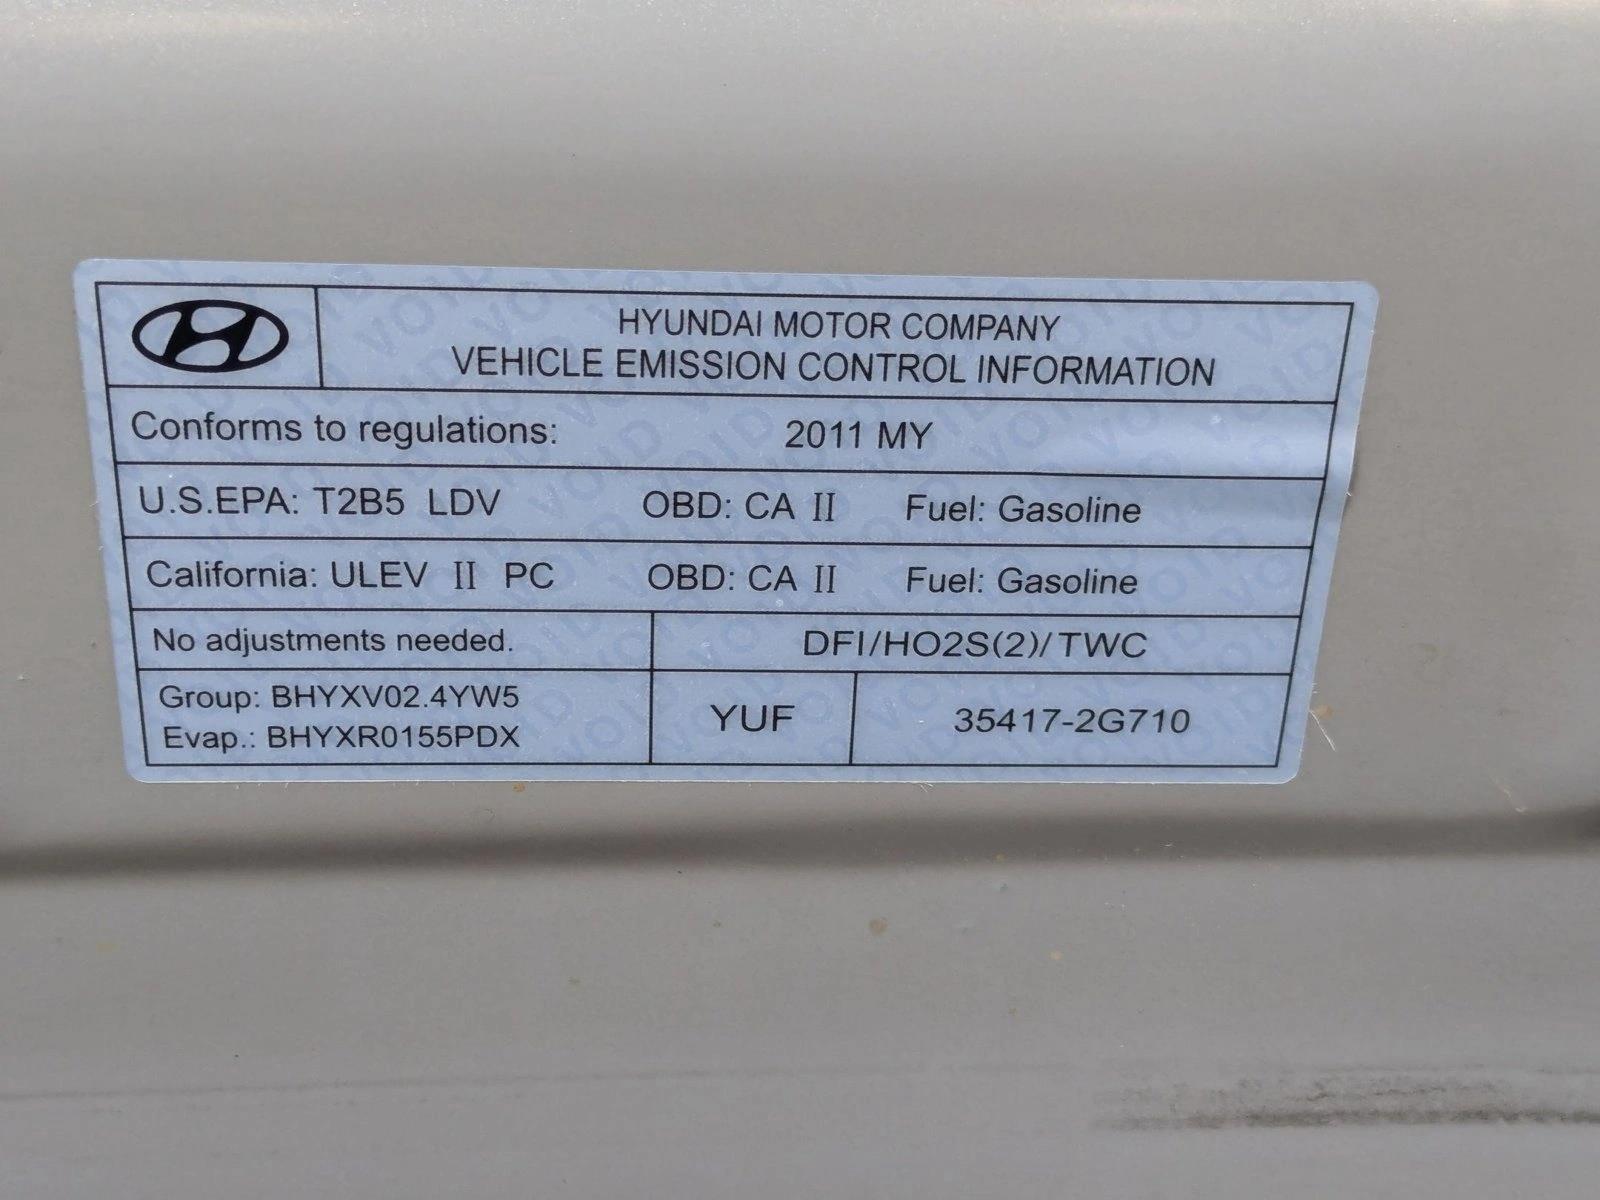 HYUNDAI MOTOR COMPANY
VEHICLE EMISSION CONTROL INFORMATION
Conforms to regulations: 2011 MY
U.S.EPA: T2B5 LDV OBD: CA II Fuel: Gasoline
California: ULEV II PC OBD: CA II Fuel: Gasoline
No adjustments needed. DFI/HO2S(2)/TWC
Group: BHYXV02.4YW5
Evap.: BHYXR0155PDX
YUF 35417-2G710